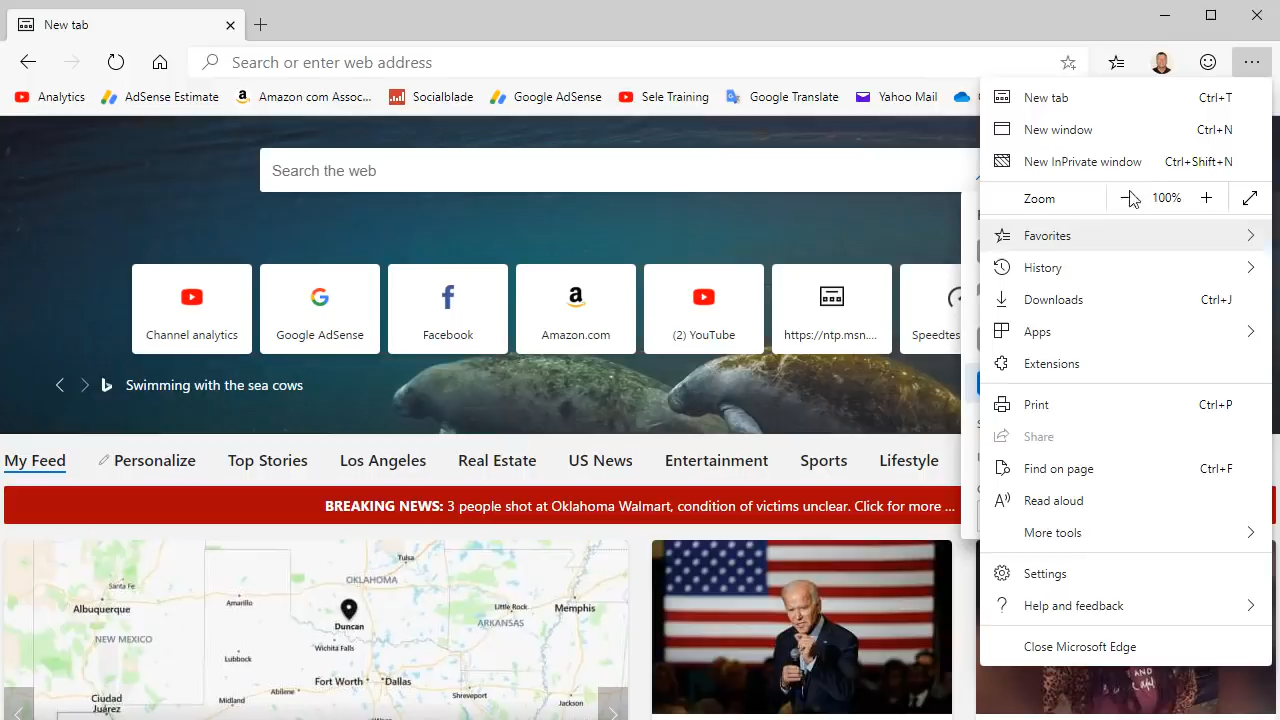 New tab
Search or enter web address
Analytics
AdSense Estimate
Amazon com Assoc...
Socialblade
Google AdSense
Sele Training
Google Translate
Yahoo Mail
New tab Ctrl+T
New window Ctrl+N
New InPrivate window Ctrl+Shift+N
Zoom 100%
Favorites
History
Downloads Ctrl+J
Apps
Extensions
Print Ctrl+P
Share
Find on page Ctrl+F
Read aloud
More tools
Settings
Help and feedback
Close Microsoft Edge
Search the web
Channel analytics
Google AdSense
Facebook
Amazon.com
(2) YouTube
https://ntp.msn....
Speedtes
Swimming with the sea cows
My Feed
Personalize
Top Stories
Los Angeles
Real Estate
US News
Entertainment
Sports
Lifestyle
BREAKING NEWS: 3 people shot at Oklahoma Walmart, condition of victims unclear. Click for more ...
Tulsa
OKLAHOMA
Santa Fe
Albuquerque
Amarillo
Little Rock
Memphis
Duncan
ARKANSAS
NEW MEXICO
Wichita Falls
Lubbock
Fort Worth
Dallas
Abilene
Shreveport
Midland
Ciudad
Juárez
Jackson
AND